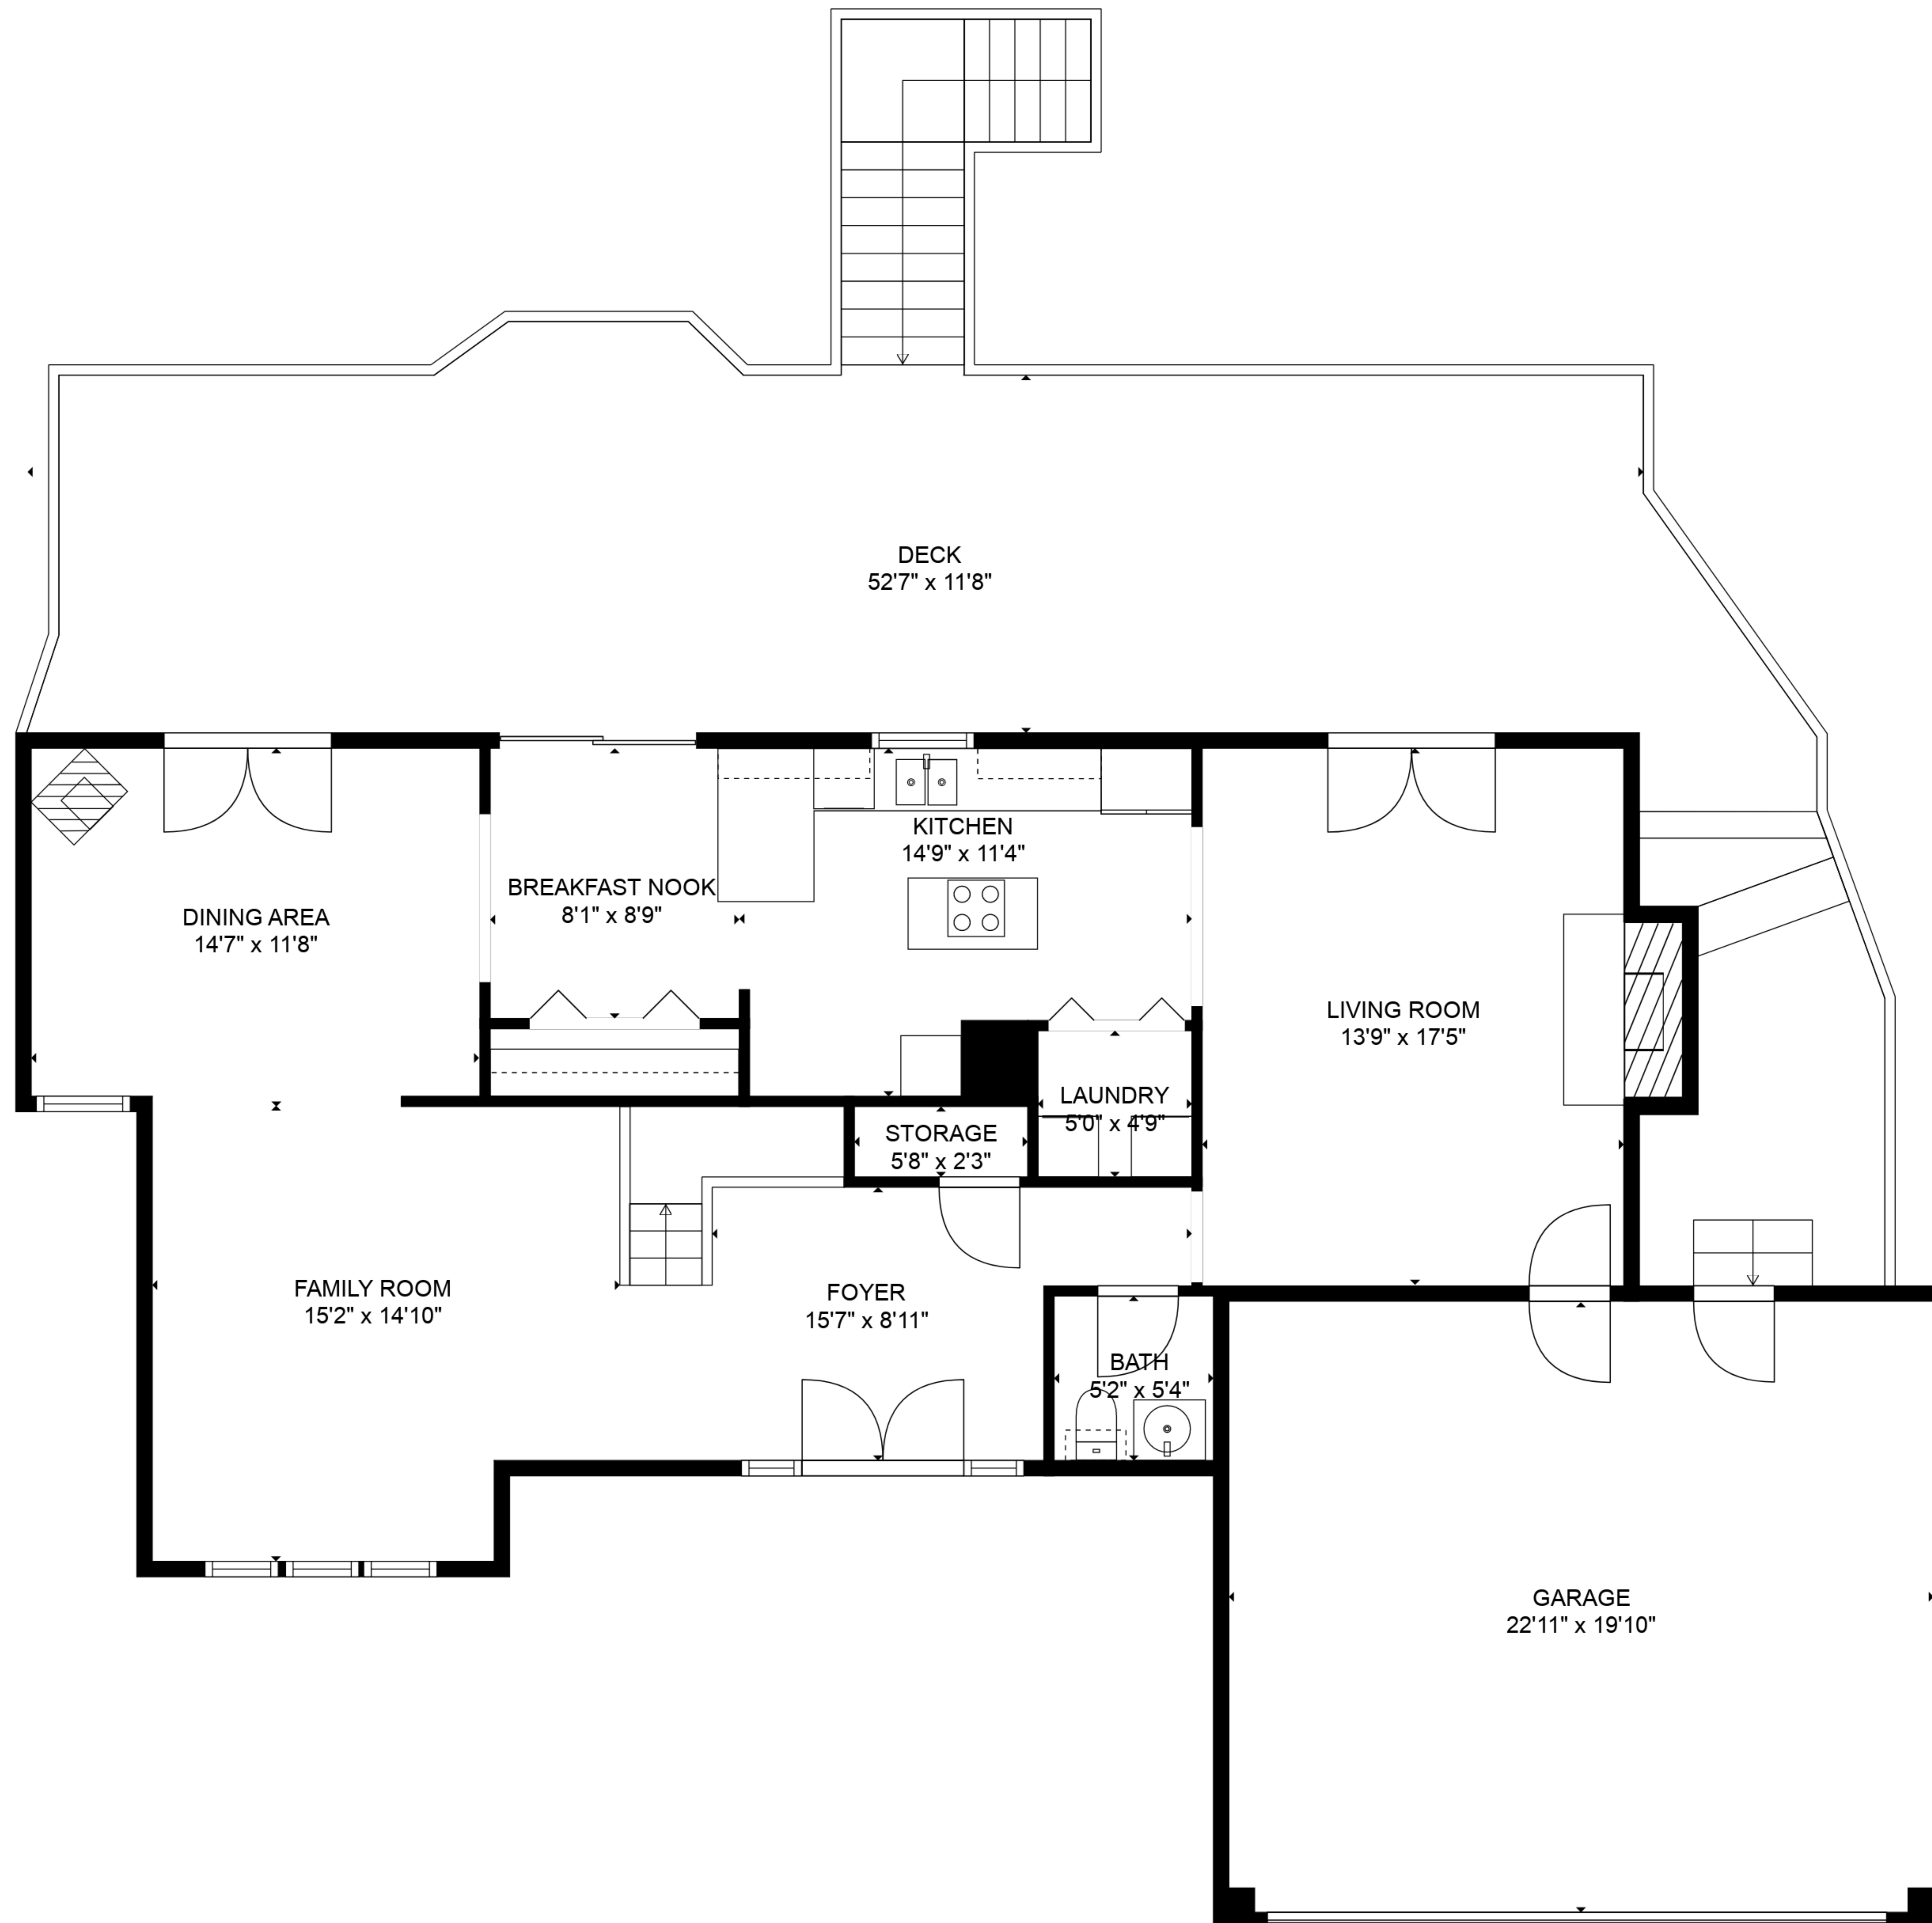 DECK
52'7" x 11'8"
KITCHEN
14'9" x 11'4"
BREAKFAST NOOK
8'1" x 8'9"
DINING AREA
14'7" x 11'8"
LIVING ROOM
13'9" x 17'5"
LAUNDRY
5'0" x 4'9"
STORAGE
5'8" x 2'3"
FAMILY ROOM
15'2" x 14'10"
FOYER
15'7" x 8'11"
BATH
5'2" x 5'4"
GARAGE
22'11" x 19'10"